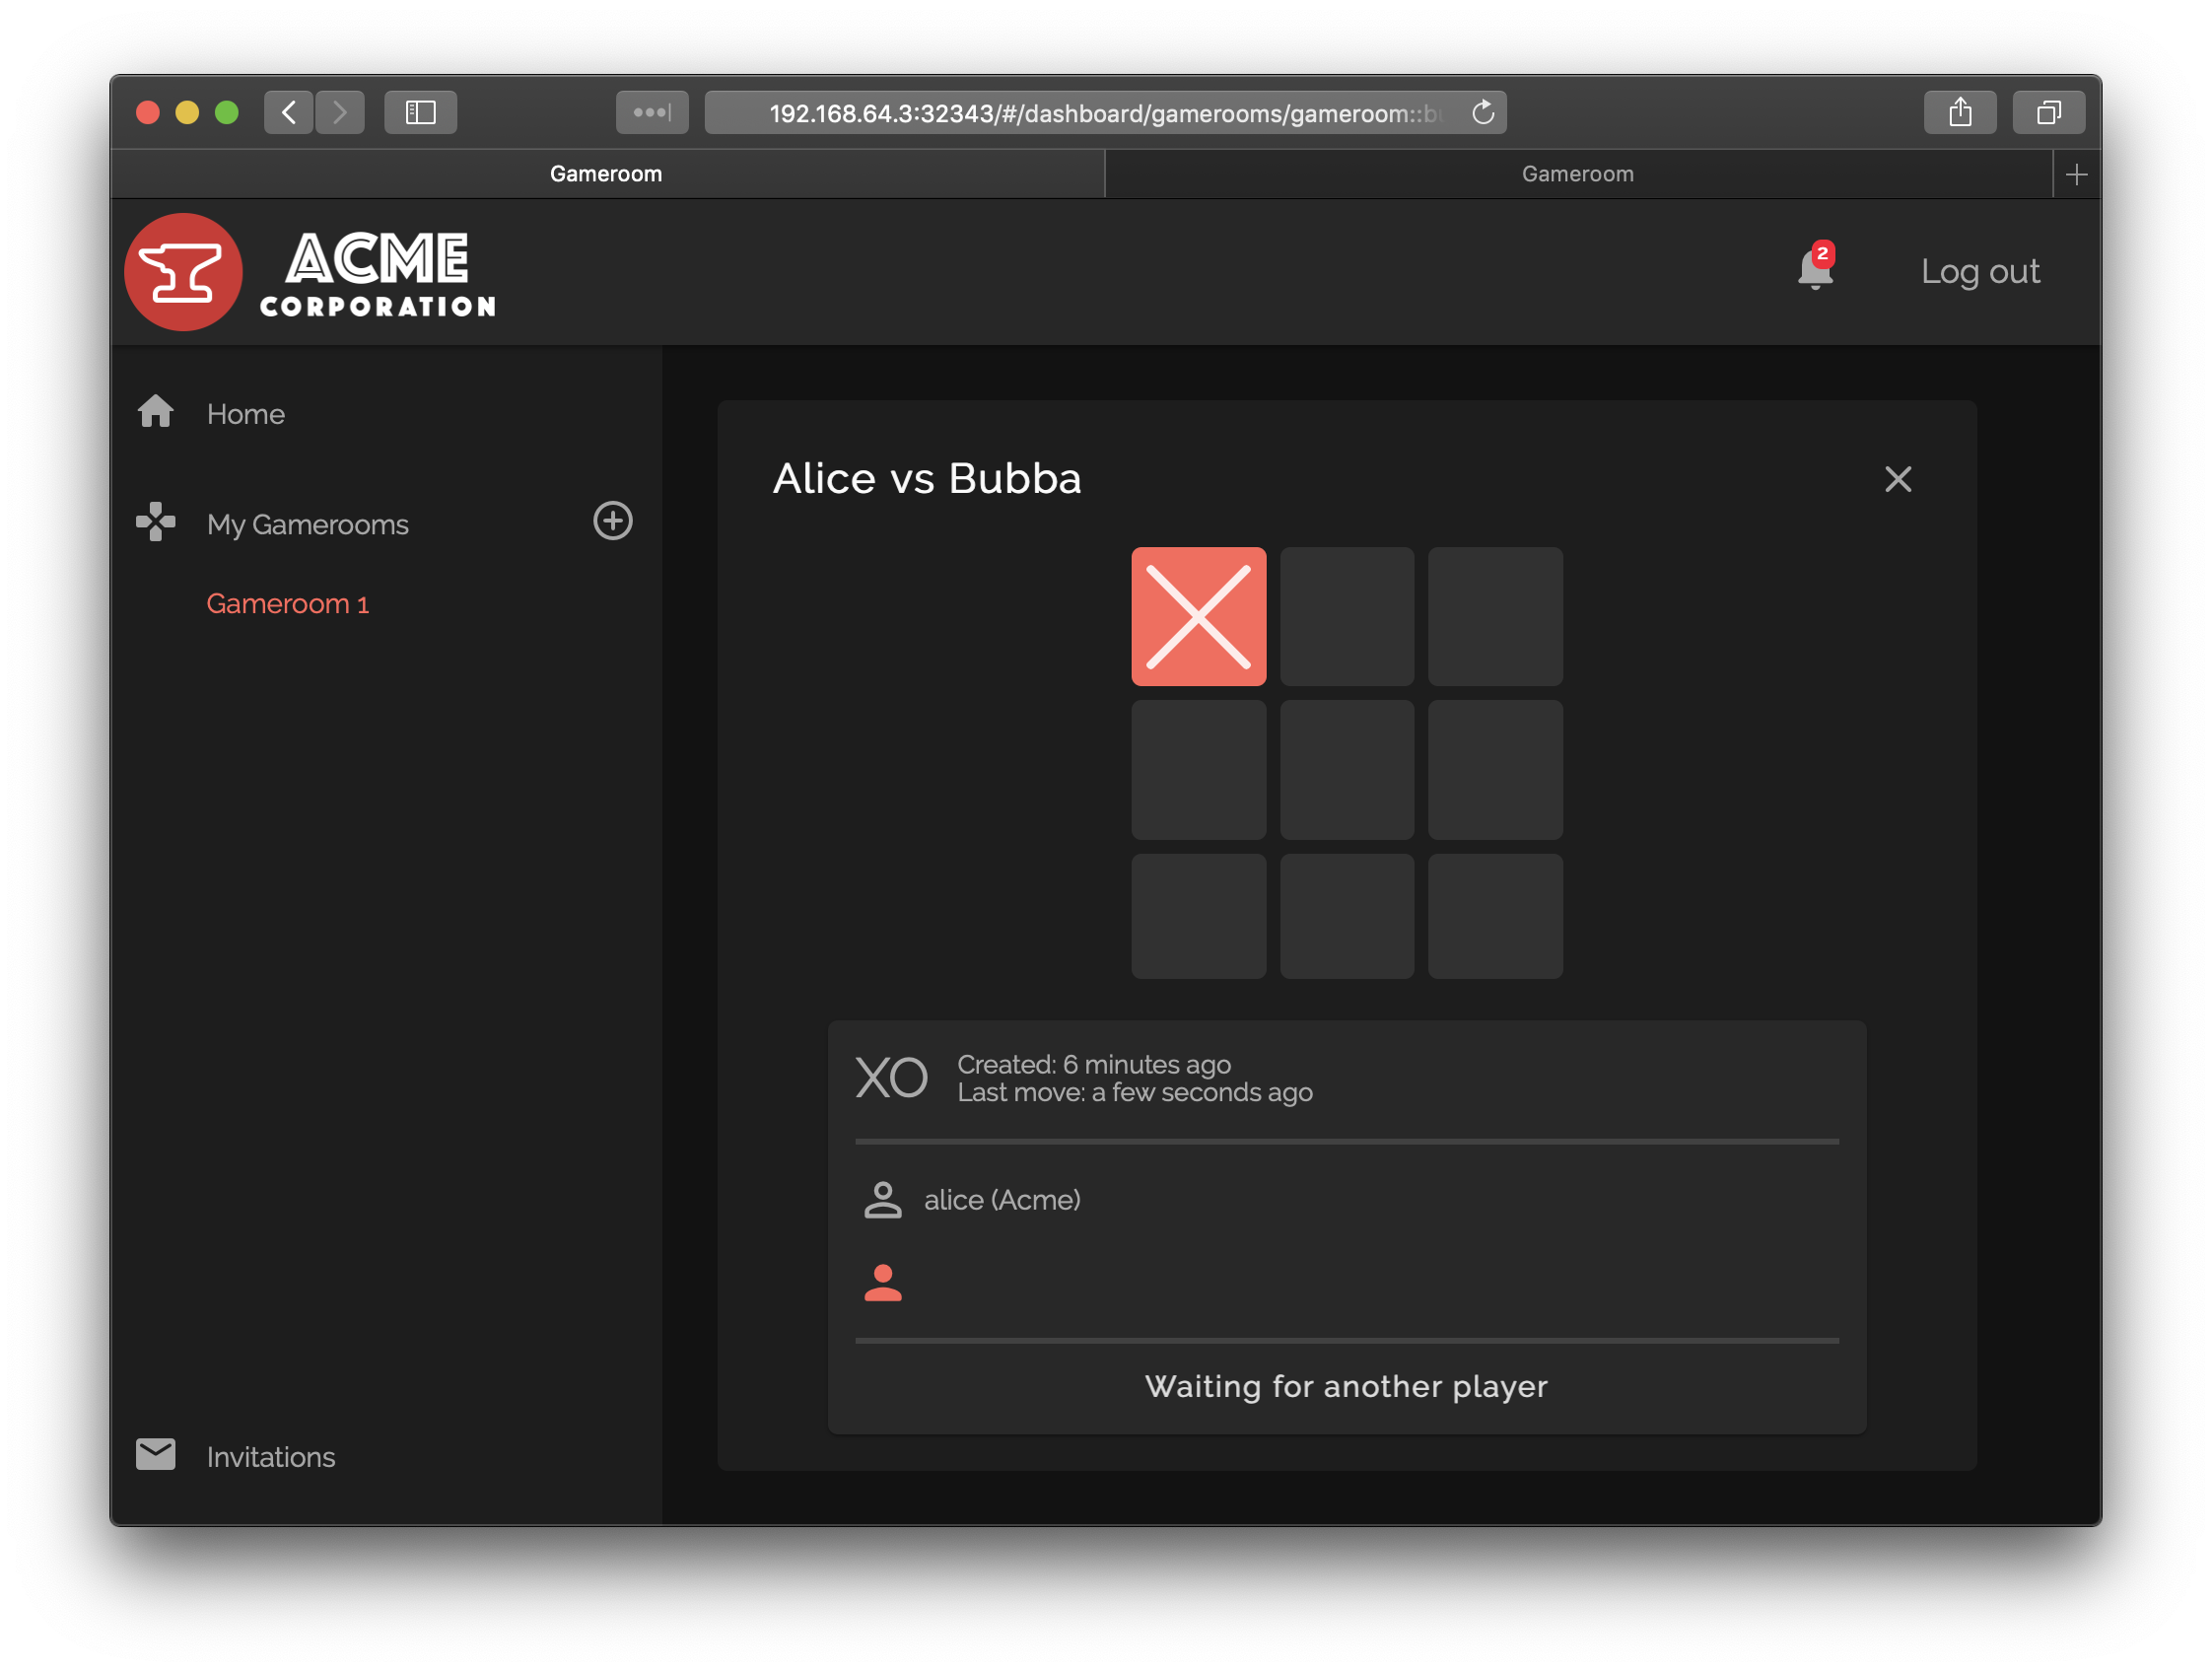 192.168.64.3:32343/#/dashboard/gamerooms/gameroom::b
Gameroom
Gameroom
ACME
CORPORATION
2
Log out
Home
My Gamerooms
Gameroom 1
Invitations
Alice vs Bubba
XO
Created: 6 minutes ago
Last move: a few seconds ago
alice (Acme)
Waiting for another player